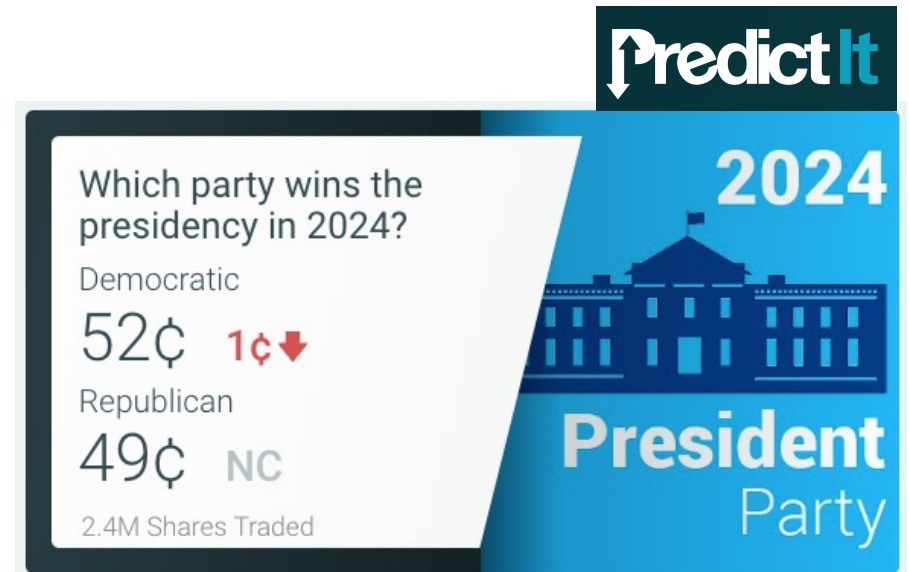 PredictIt
2024
Which party wins the
presidency in 2024?
Democratic
52¢ 1¢
Republican
49¢ NC
2.4M Shares Traded
President
Party